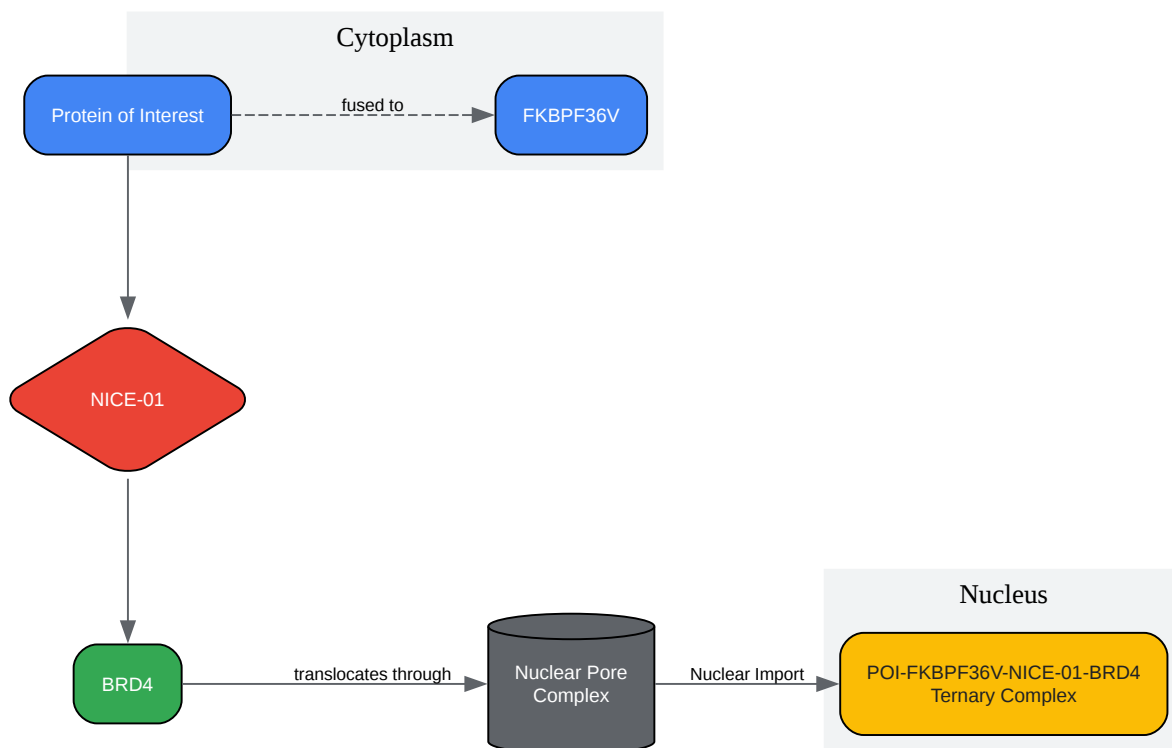 Cytoplasm
Protein of Interest
fused to
FKBPF36V
NICE-01
BRD4
translocates through
Nuclear Pore
Complex
Nuclear Import
Nucleus
POI-FKBPF36V-NICE-01-BRD4
Ternary Complex